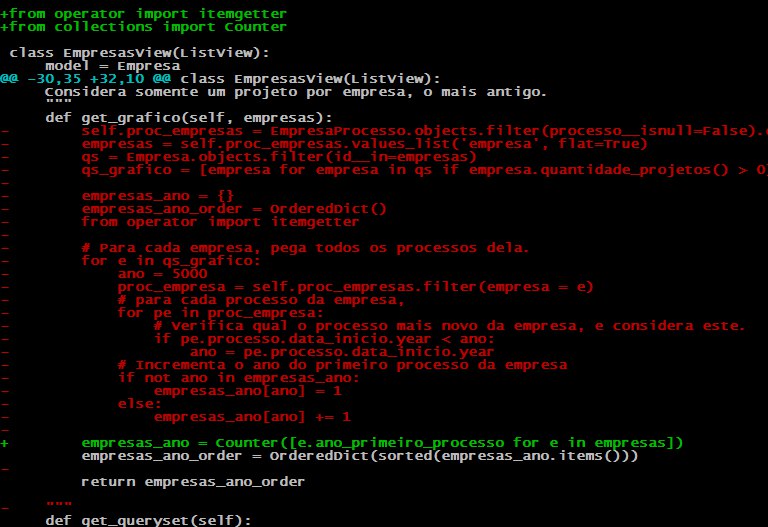 +from operator import itemgetter
+from collections import Counter
 class EmpresasView(ListView):
     model = Empresa
@@ -30,35 +32,10 @@ class EmpresasView(ListView):
     Considera somente um projeto por empresa, o mais antigo.
     """
     def get_grafico(self, empresas):
-        self.proc_empresas = EmpresaProcesso.objects.filter(processo__isnull=False).
-        empresas = self.proc_empresas.values_list('empresa', flat=True)
-        qs = Empresa.objects.filter(id__in=empresas)
-        qs_grafico = [empresa for empresa in qs if empresa.quantidade_projetos() > 0]
-
-        empresas_ano = {}
-        empresas_ano_order = OrderedDict()
-        from operator import itemgetter
-
-        # Para cada empresa, pega todos os processos dela.
-        for e in qs_grafico:
-            ano = 5000
-            proc_empresa = self.proc_empresas.filter(empresa = e)
-            # para cada processo da empresa,
-            for pe in proc_empresa:
-                # Verifica qual o processo mais novo da empresa, e considera este.
-                if pe.processo.data_inicio.year < ano:
-                    ano = pe.processo.data_inicio.year
-            # Incrementa o ano do primeiro processo da empresa
-            if not ano in empresas_ano:
-                empresas_ano[ano] = 1
-            else:
-                empresas_ano[ano] += 1
-
+        empresas_ano = Counter([e.ano_primeiro_processo for e in empresas])
         empresas_ano_order = OrderedDict(sorted(empresas_ano.items()))
-
         return empresas_ano_order
-    """
     def get_queryset(self):